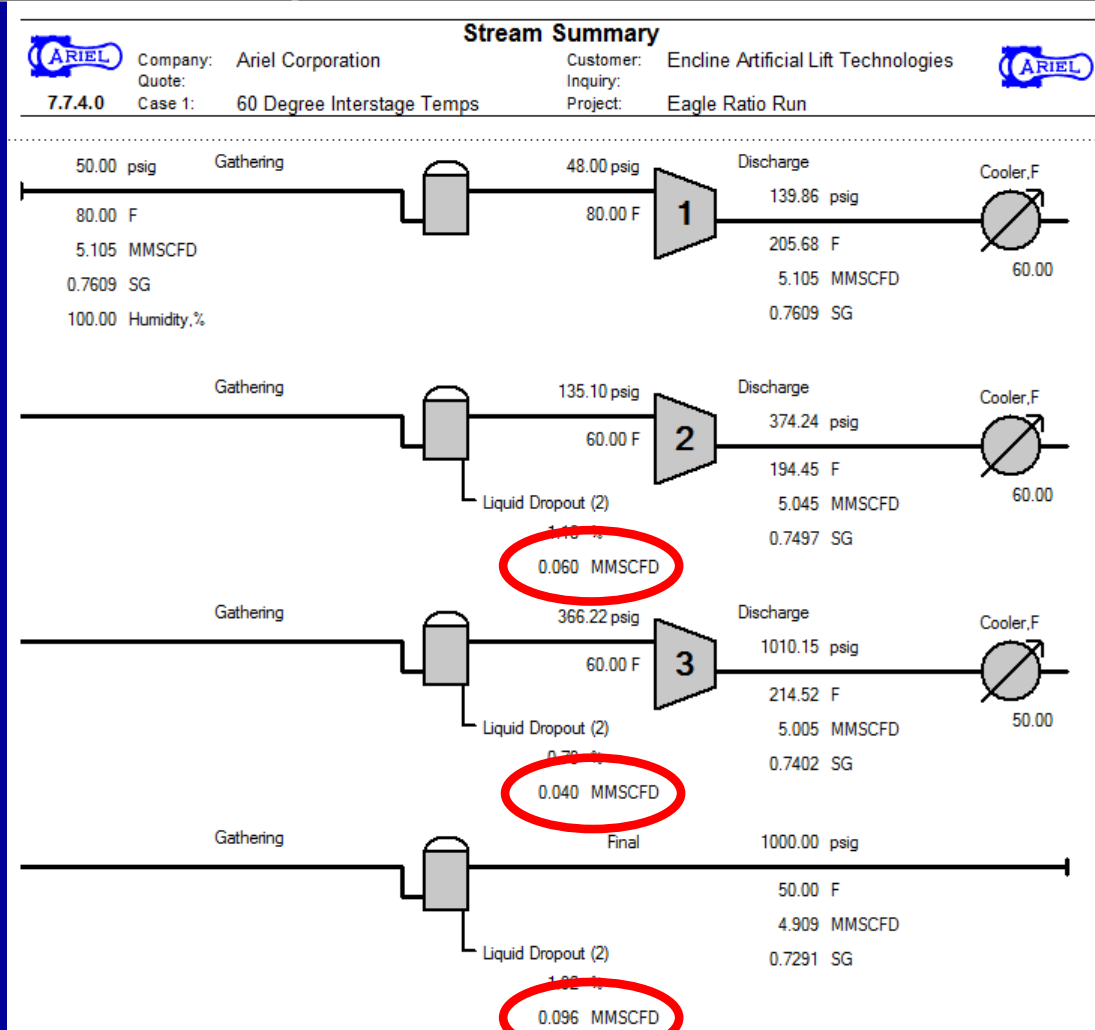 Stream Summary
ARIEL
Company: Ariel Corporation
Customer: Encline Artificial Lift Technologies
ARIEL
Quote:
Inquiry:
7.7.4.0 Case 1: 60 Degree Interstage Temps
Project: Eagle Ratio Run
50.00 psig Gathering 48.00 psig Discharge
139.86 psig
Cooler,F
80.00 F 80.00 F 1
205.68 F
5.105 MMSCFD 5.105 MMSCFD 60.00
0.7609 SG 0.7609 SG
100.00 Humidity,%
Gathering 135.10 psig Discharge
374.24 psig
Cooler,F
60.00 F 2
194.45 F
Liquid Dropout (2) 5.045 MMSCFD 60.00
%
0.7497 SG
0.060 MMSCFD
Gathering 366.22 psig Discharge
1010.15 psig
Cooler,F
60.00 F 3
214.52 F
Liquid Dropout (2) 5.005 MMSCFD 50.00
%
0.7402 SG
0.040 MMSCFD
Gathering Final 1000.00 psig
50.00 F
4.909 MMSCFD
Liquid Dropout (2) 0.7291 SG
%
0.096 MMSCFD